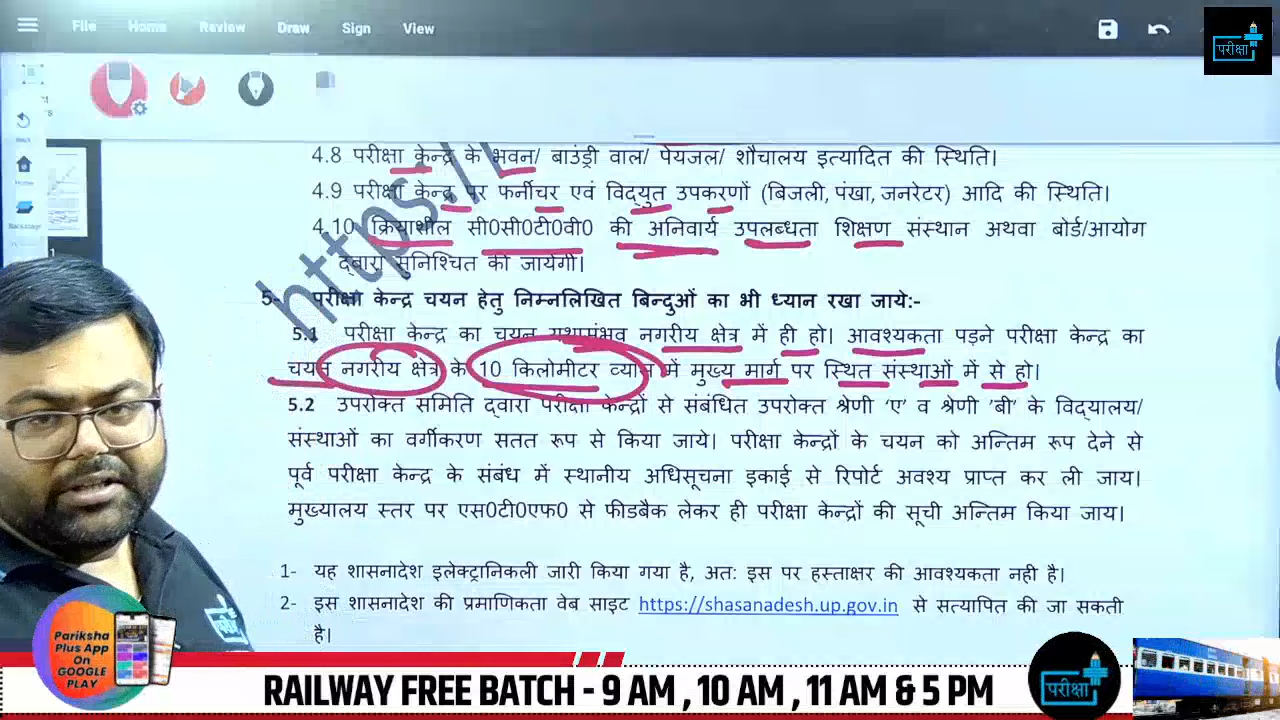 File Home Review Draw Sign View
परीक्षा
4.8 परीक्षा केन्द्र के भवन/ बाउंड्री वाल/ पेयजल/ शौचालय इत्यादित की स्थिति।
4.9 परीक्षा केन्द्र पर फर्नीचर एवं विद्युत उपकरणों (बिजली, पंखा, जनरेटर) आदि की स्थिति।
4.10 क्रियाशील सी0सी0टी0वी0 की अनिवार्य उपलब्धता शिक्षण संस्थान अथवा बोर्ड/आयोग
द्वारा सुनिश्चित की जायेगी।
https:/
5- परीक्षा केन्द्र चयन हेतु निम्नलिखित बिन्दुओं का भी ध्यान रखा जाये:-
5.1 परीक्षा केन्द्र का चयन यथासंभव नगरीय क्षेत्र में ही हो। आवश्यकता पड़ने परीक्षा केन्द्र का
चयन नगरीय क्षेत्र के 10 किलोमीटर व्यास में मुख्य मार्ग पर स्थित संस्थाओं में से हो।
5.2 उपरोक्त समिति द्वारा परीक्षा केन्द्रों से संबंधित उपरोक्त श्रेणी ‘ए’ व श्रेणी ’बी’ के विद्यालय/
संस्थाओं का वर्गीकरण सतत रूप से किया जाये। परीक्षा केन्द्रों के चयन को अन्तिम रूप देने से
पूर्व परीक्षा केन्द्र के संबंध में स्थानीय अधिसूचना इकाई से रिपोर्ट अवश्य प्राप्त कर ली जाय।
मुख्यालय स्तर पर एस0टी0एफ0 से फीडबैक लेकर ही परीक्षा केन्द्रों की सूची अन्तिम किया जाय।
1- यह शासनादेश इलेक्ट्रानिकली जारी किया गया है, अत: इस पर हस्ताक्षर की आवश्यकता नही है।
2- इस शासनादेश की प्रमाणिकता वेब साइट https://shasanadesh.up.gov.in से सत्यापित की जा सकती
है।
Pariksha
Plus App
On
GOOGLE
PLAY
RAILWAY FREE BATCH - 9 AM , 10 AM , 11 AM & 5 PM
परीक्षा